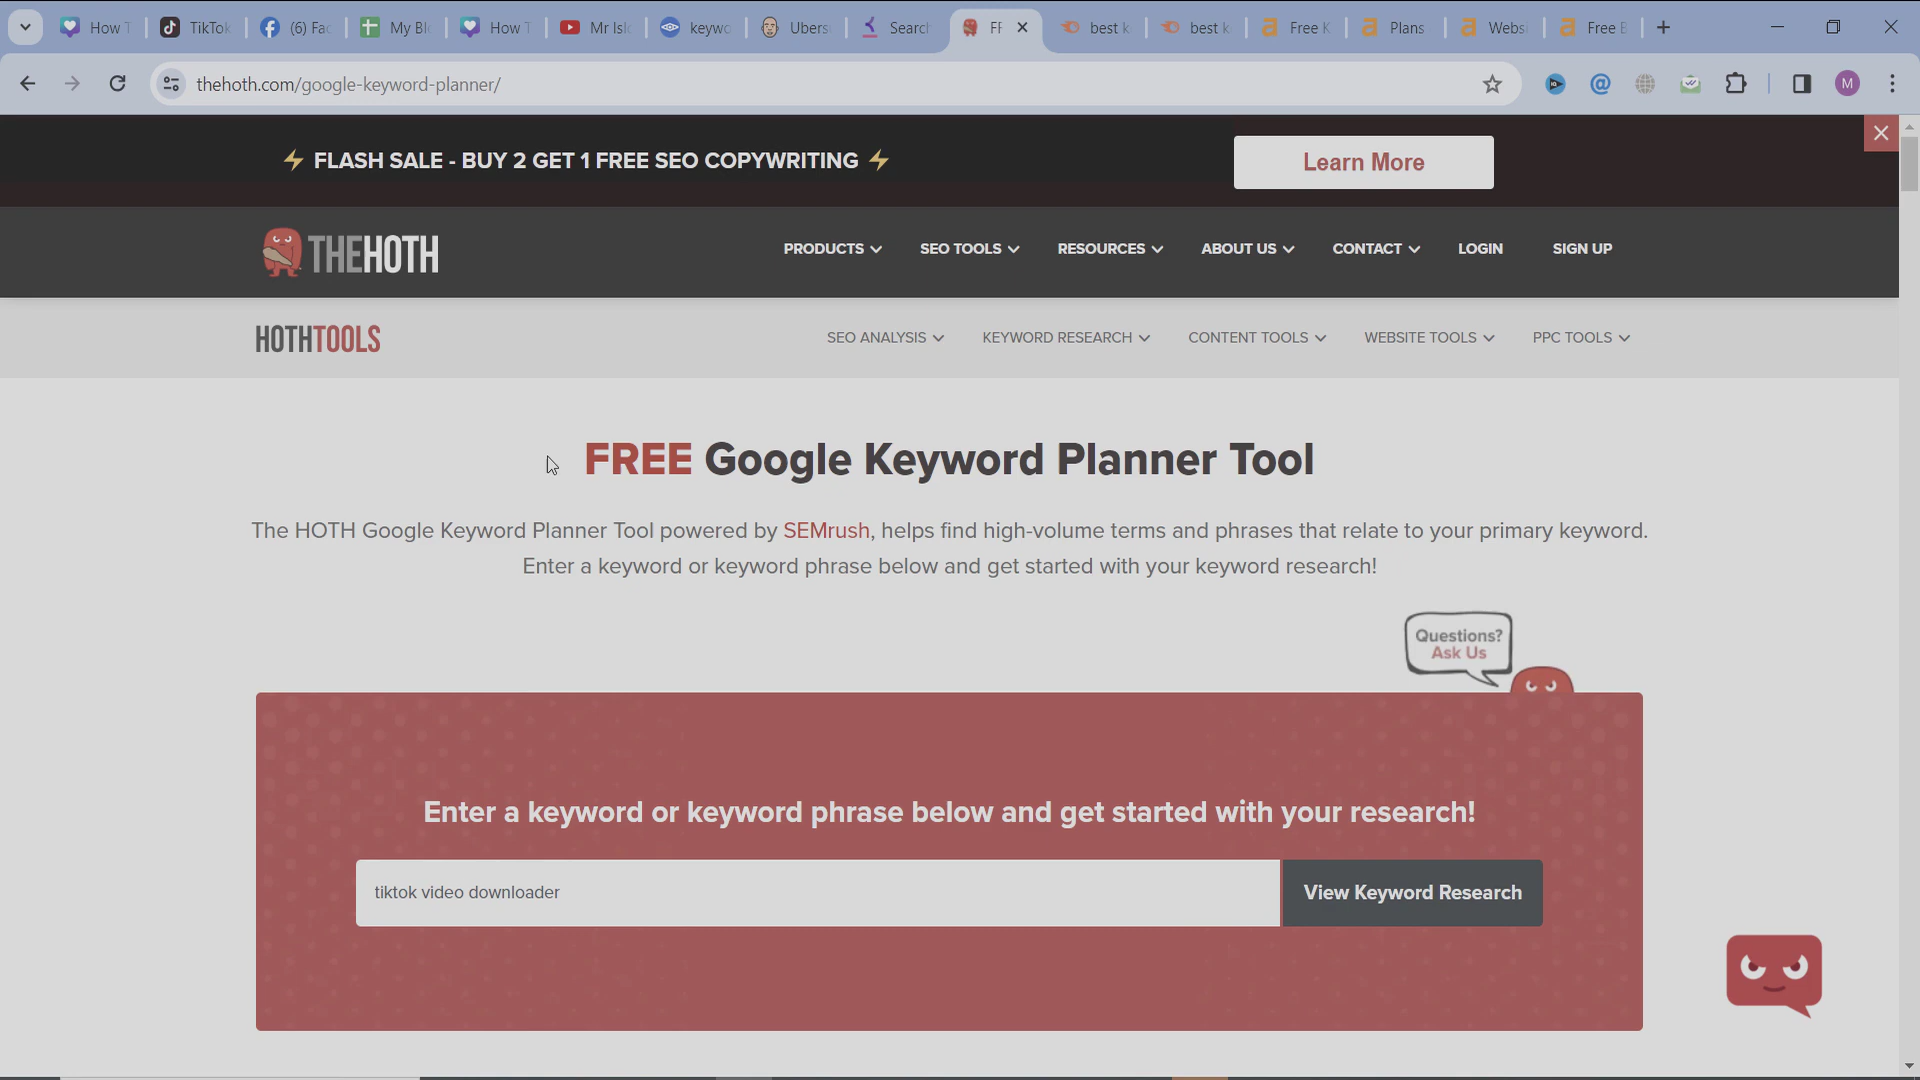 How T
TikTok
(6) Fac
My Bl
How T
Mr Isl
keywo
Ubers
Search
FF
best k
best k
Free K
Plans
Webs
Free B
thehoth.com/google-keyword-planner/
M
FLASH SALE - BUY 2 GET 1 FREE SEO COPYWRITING
Learn More
THEHOTH
PRODUCTS
SEO TOOLS
RESOURCES
ABOUT US
CONTACT
LOGIN
SIGN UP
HOTHTOOLS
SEO ANALYSIS
KEYWORD RESEARCH
CONTENT TOOLS
WEBSITE TOOLS
PPC TOOLS
FREE Google Keyword Planner Tool
The HOTH Google Keyword Planner Tool powered by SEMrush, helps find high-volume terms and phrases that relate to your primary keyword.
Enter a keyword or keyword phrase below and get started with your keyword research!
Questions?
Ask Us
Enter a keyword or keyword phrase below and get started with your research!
tiktok video downloader
View Keyword Research